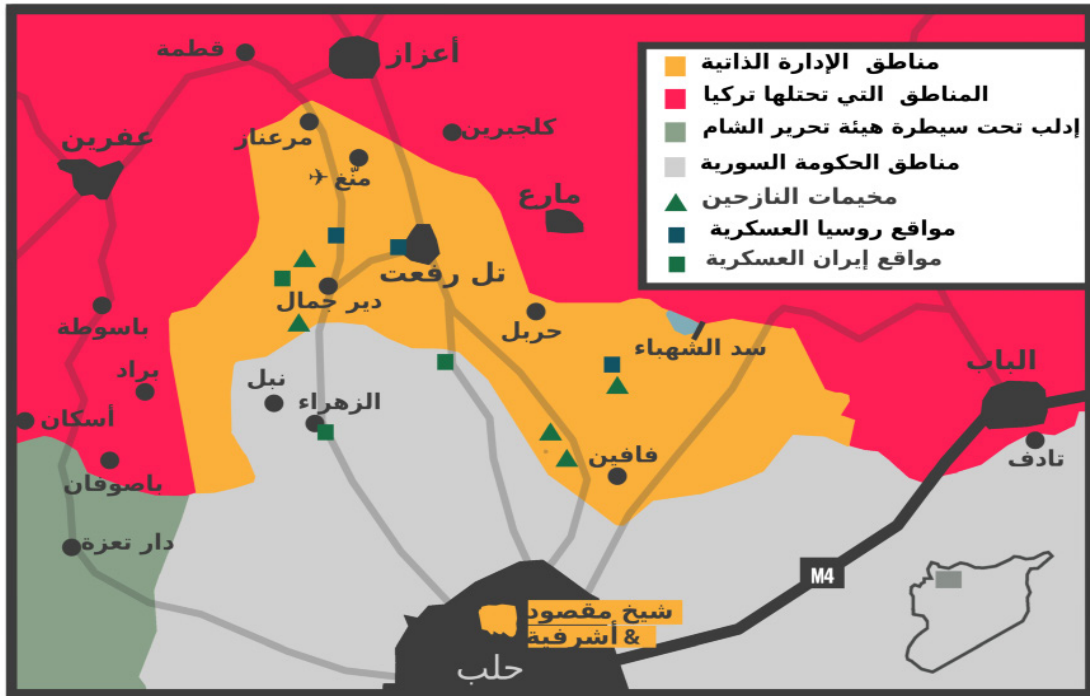 أعزاز
قطمة
مناطق الإدارة الذاتية
المناطق التي تحتلها تركيا
إدلب تحت سيطرة هيئة تحرير الشام
مناطق الحكومة السورية
مخيمات النازحين
مواقع روسيا العسكرية
مواقع إيران العسكرية
كلجبرين
مرعناز
عفرين
منّغ
مارع
تل رفعت
دير جمال
حربل
باسوطة
سد الشهباء
الباب
براد
نبل
الزهراء
أسكان
تادف
فافين
باصوفان
دار تعزة
M4
شيخ مقصود
& أشرفية
حلب